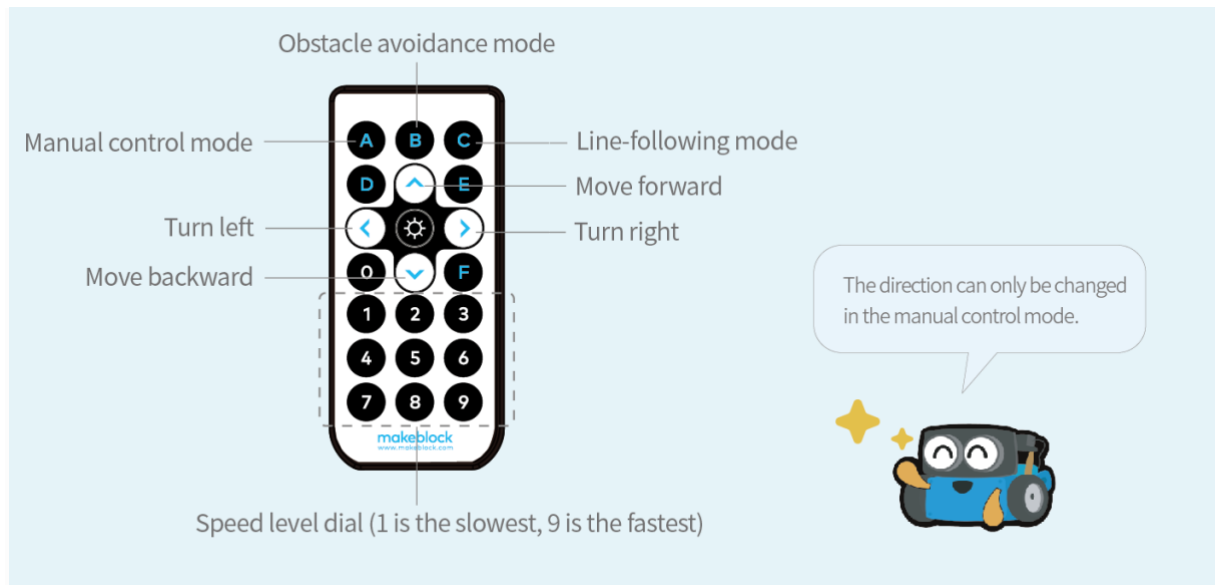 Obstacle avoidance mode
Manual control mode
A
B
C
Line-following mode
D
E
Move forward
Turn left
Turn right
Move backward
0
F
1
2
3
4
5
6
7
8
9
makeblock
www.makeblock.com
Speed level dial (1 is the slowest, 9 is the fastest)
The direction can only be changed
in the manual control mode.